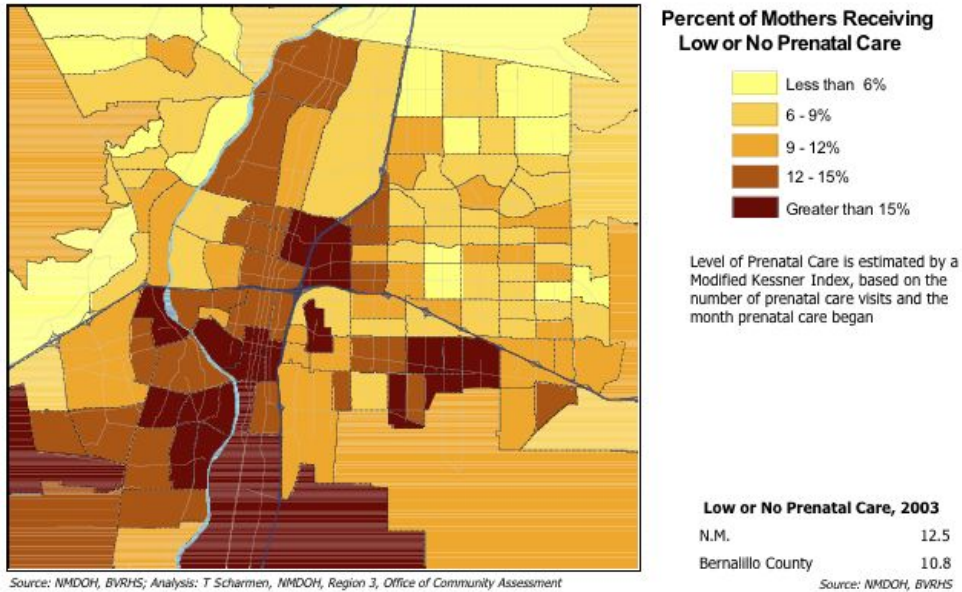 Percent of Mothers Receiving
Low or No Prenatal Care
Less than 6%
6 - 9%
9 - 12%
12 - 15%
Greater than 15%
Level of Prenatal Care is estimated by a
Modified Kessner Index, based on the
number of prenatal care visits and the
month prenatal care began
Low or No Prenatal Care, 2003
N.M. 12.5
Bernalillo County 10.8
Source: NMDOH, BVRHS; Analysis: T Scharmen, NMDOH, Region 3, Office of Community Assessment
Source: NMDOH, BVRHS